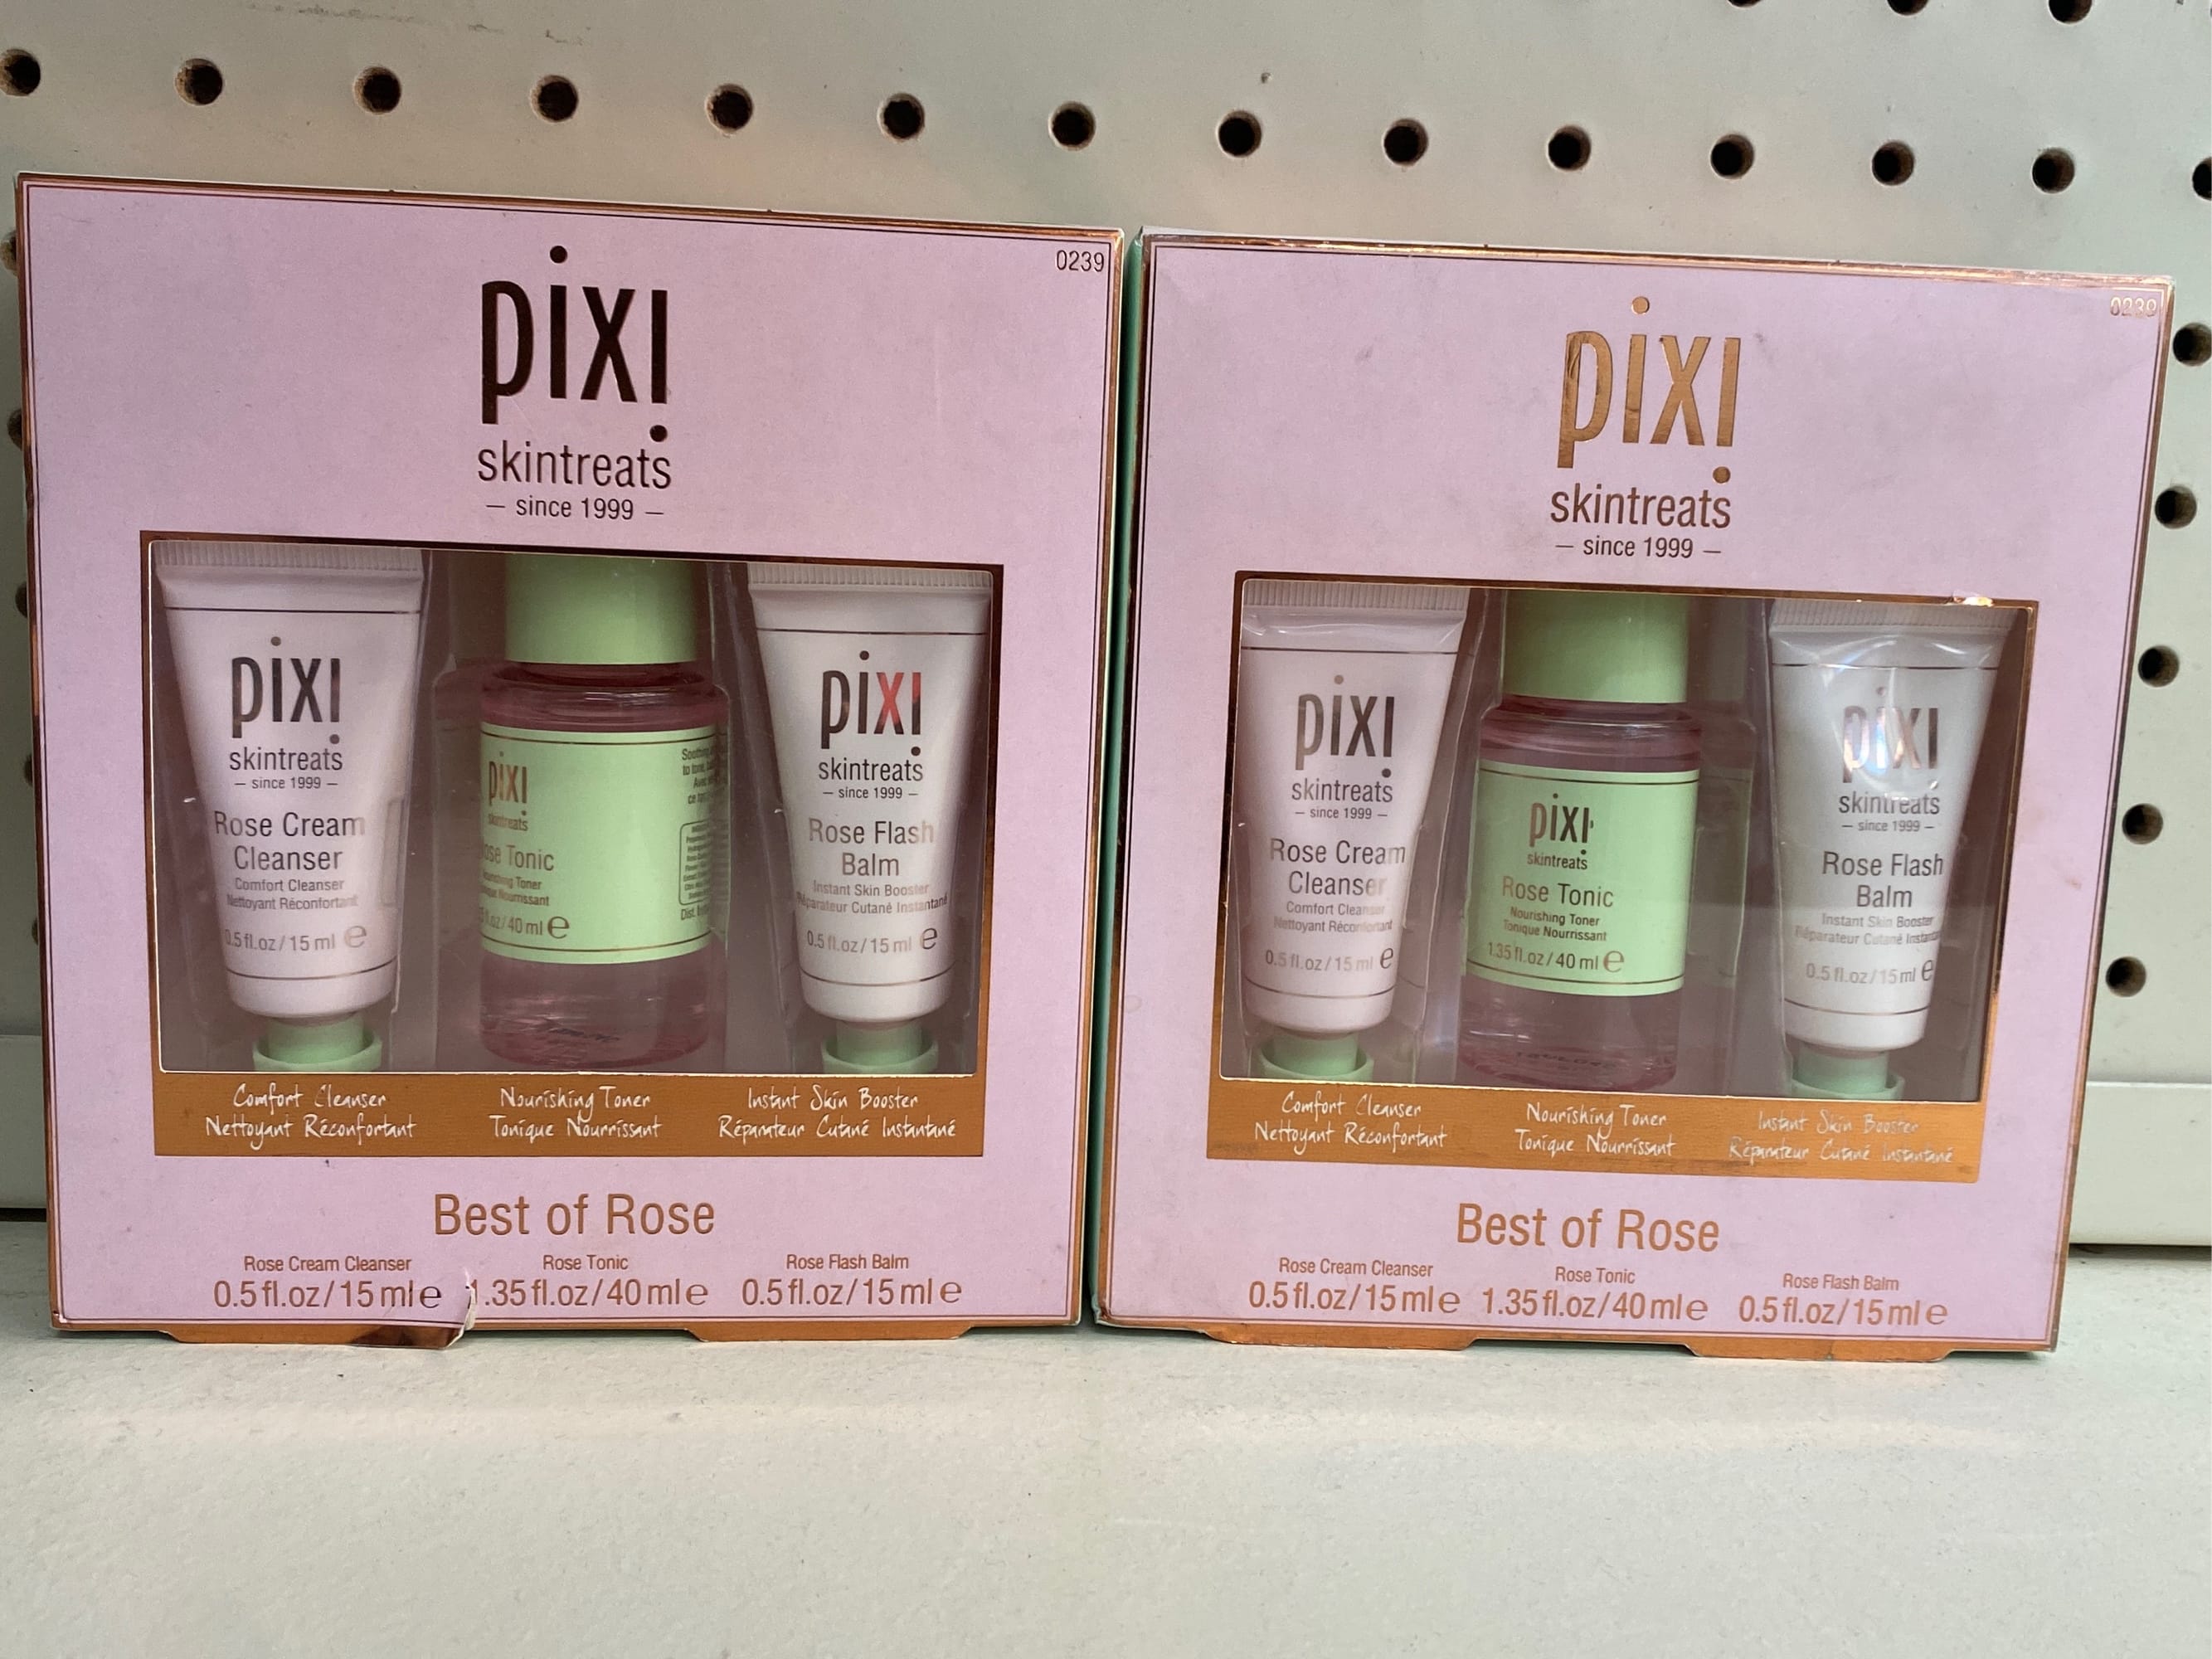 0239
pixi
skintreats
— since 1999 —
pixi
skintreats
— since 1999 —
Rose Cream
Cleanser
Comfort Cleanser
Nettoyant Réconfortant
0.5 fl.oz/15 ml e
pixi
skintreats
Tonic
Toner
Nourrissant
/40 ml e
pixi
skintreats
— since 1999 —
Rose Flash
Balm
Instant Skin Booster
Réparateur Cutané Instantané
0.5 fl.oz/15 ml e
Comfort Cleanser
Nettoyant Réconfortant
Nourishing Toner
Tonique Nourrissant
Instant Skin Booster
Réparateur Cutané Instantané
Best of Rose
Rose Cream Cleanser
0.5 fl.oz/15 ml e
Rose Tonic
1.35 fl.oz/40 ml e
Rose Flash Balm
0.5 fl.oz/15 ml e
0239
pixi
skintreats
— since 1999 —
pixi
skintreats
— since 1999 —
Rose Cream
Cleanser
Comfort Cleanser
Nettoyant Réconfortant
0.5 fl.oz/15 ml e
pixi
skintreats
Rose Tonic
Nourishing Toner
Tonique Nourrissant
1.35 fl.oz/40 ml e
pixi
skintreats
— since 1999 —
Rose Flash
Balm
Instant Skin Booster
Réparateur Cutané
0.5 fl.oz/15 ml e
Comfort Cleanser
Nettoyant Réconfortant
Nourishing Toner
Tonique Nourrissant
Instant Skin Booster
Réparateur Cutané Instantané
Best of Rose
Rose Cream Cleanser
0.5 fl.oz/15 ml e
Rose Tonic
1.35 fl.oz/40 ml e
Rose Flash Balm
0.5 fl.oz/15 ml e